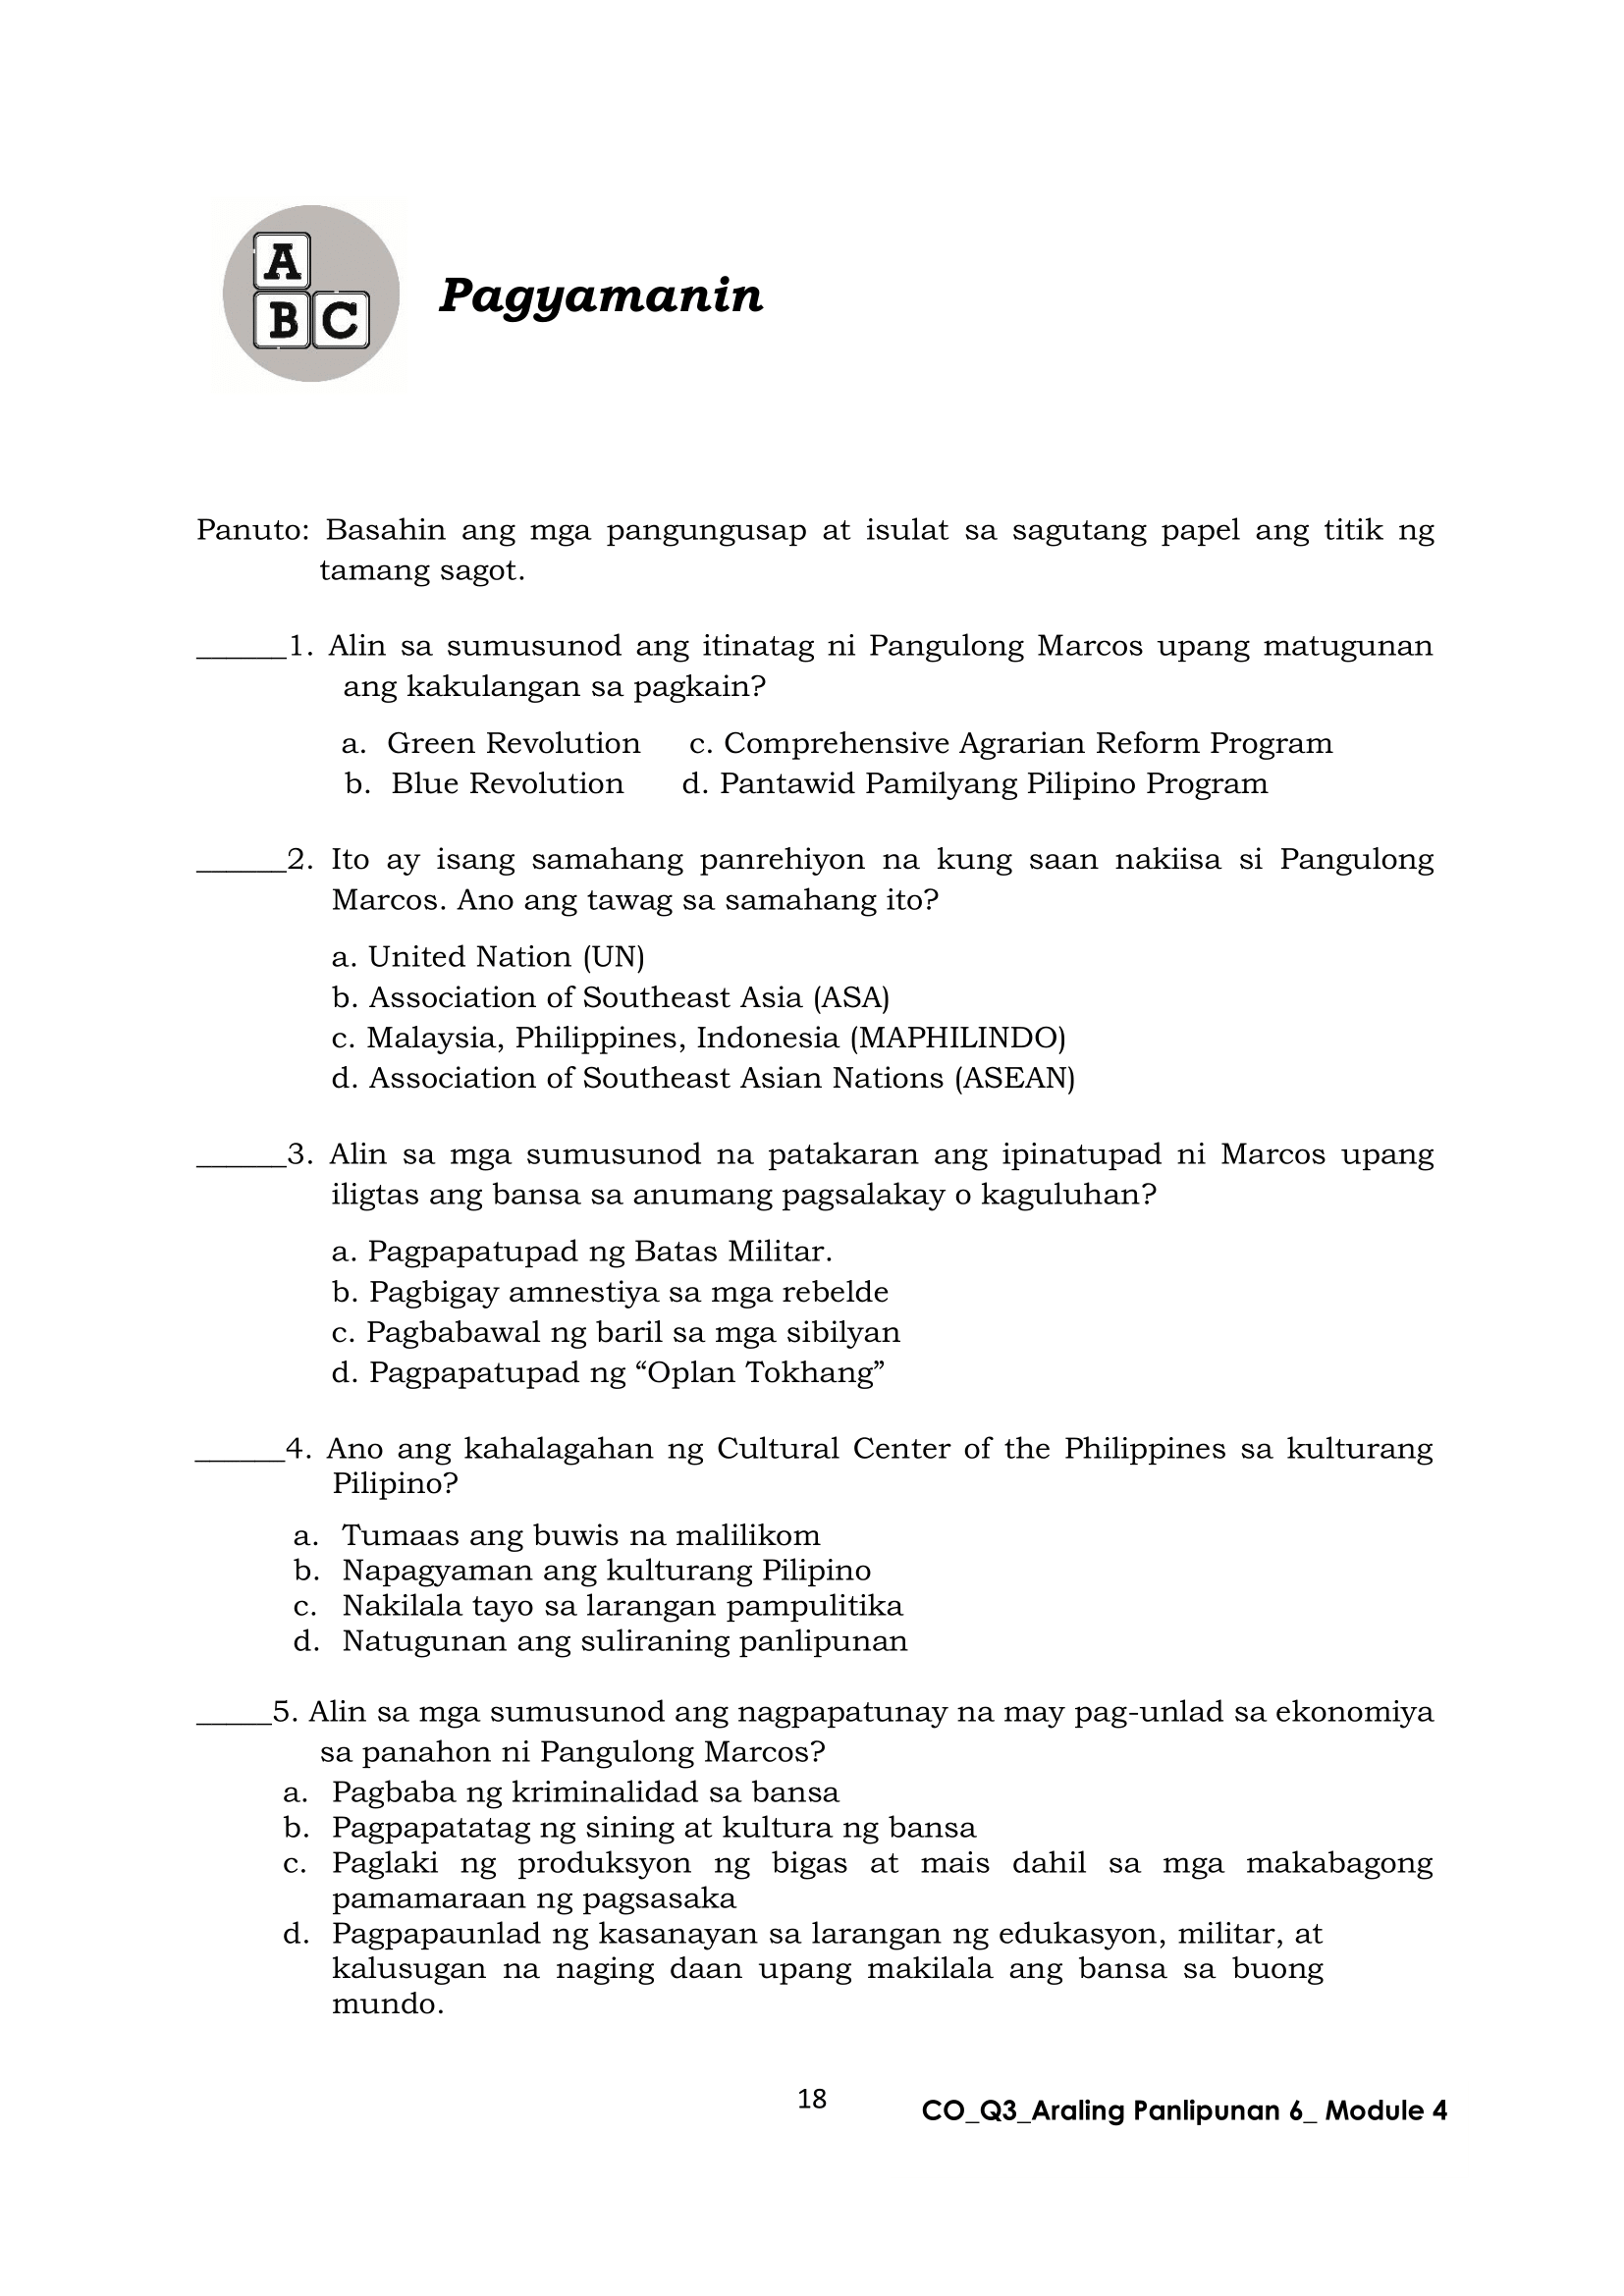 A
B C
Pagyamanin
Panuto: Basahin ang mga pangungusap at isulat sa sagutang papel ang titik ng
tamang sagot.
______1. Alin sa sumusunod ang itinatag ni Pangulong Marcos upang matugunan
ang kakulangan sa pagkain?
a. Green Revolution c. Comprehensive Agrarian Reform Program
b. Blue Revolution d. Pantawid Pamilyang Pilipino Program
______2. Ito ay isang samahang panrehiyon na kung saan nakiisa si Pangulong
Marcos. Ano ang tawag sa samahang ito?
a. United Nation (UN)
b. Association of Southeast Asia (ASA)
c. Malaysia, Philippines, Indonesia (MAPHILINDO)
d. Association of Southeast Asian Nations (ASEAN)
______3. Alin sa mga sumusunod na patakaran ang ipinatupad ni Marcos upang
iligtas ang bansa sa anumang pagsalakay o kaguluhan?
a. Pagpapatupad ng Batas Militar.
b. Pagbigay amnestiya sa mga rebelde
c. Pagbabawal ng baril sa mga sibilyan
d. Pagpapatupad ng “Oplan Tokhang”
______4. Ano ang kahalagahan ng Cultural Center of the Philippines sa kulturang
Pilipino?
a. Tumaas ang buwis na malilikom
b. Napagyaman ang kulturang Pilipino
c. Nakilala tayo sa larangan pampulitika
d. Natugunan ang suliraning panlipunan
_____5. Alin sa mga sumusunod ang nagpapatunay na may pag-unlad sa ekonomiya
sa panahon ni Pangulong Marcos?
a. Pagbaba ng kriminalidad sa bansa
b. Pagpapatatag ng sining at kultura ng bansa
c. Paglaki ng produksyon ng bigas at mais dahil sa mga makabagong
pamamaraan ng pagsasaka
d. Pagpapaunlad ng kasanayan sa larangan ng edukasyon, militar, at
kalusugan na naging daan upang makilala ang bansa sa buong
mundo.
18
CO_Q3_Araling Panlipunan 6_ Module 4